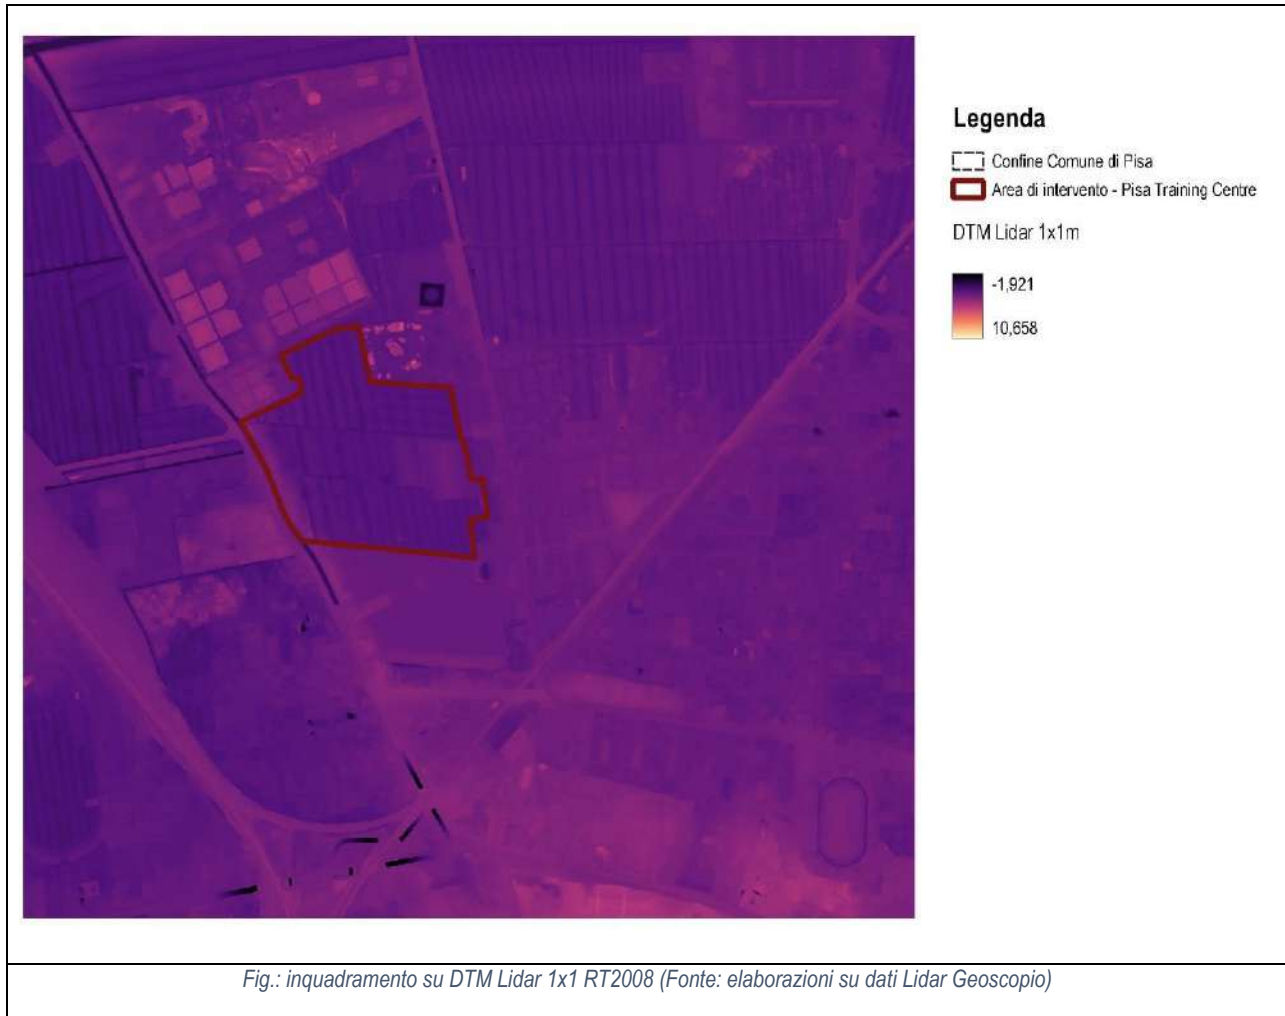 Legenda
Confine Comune di Pisa
Area di intervento - Pisa Training Centre
DTM Lidar 1x1m
-1,921
10,658
Fig.: inquadramento su DTM Lidar 1x1 RT2008 (Fonte: elaborazioni su dati Lidar Geoscopio)